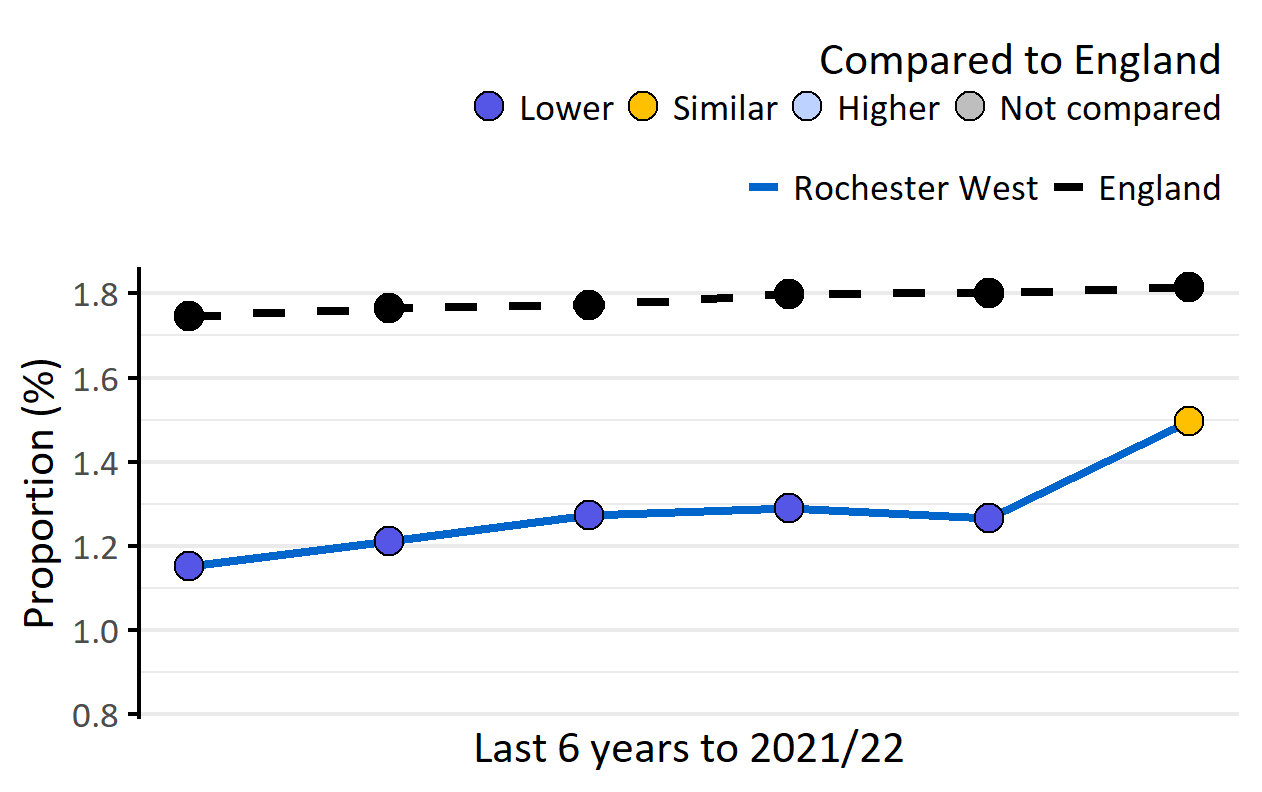 Compared to England
Lower Similar Higher Not compared
Rochester West England
Proportion (%)
1.8
1.6
1.4
1.2
1.0
0.8
Last 6 years to 2021/22